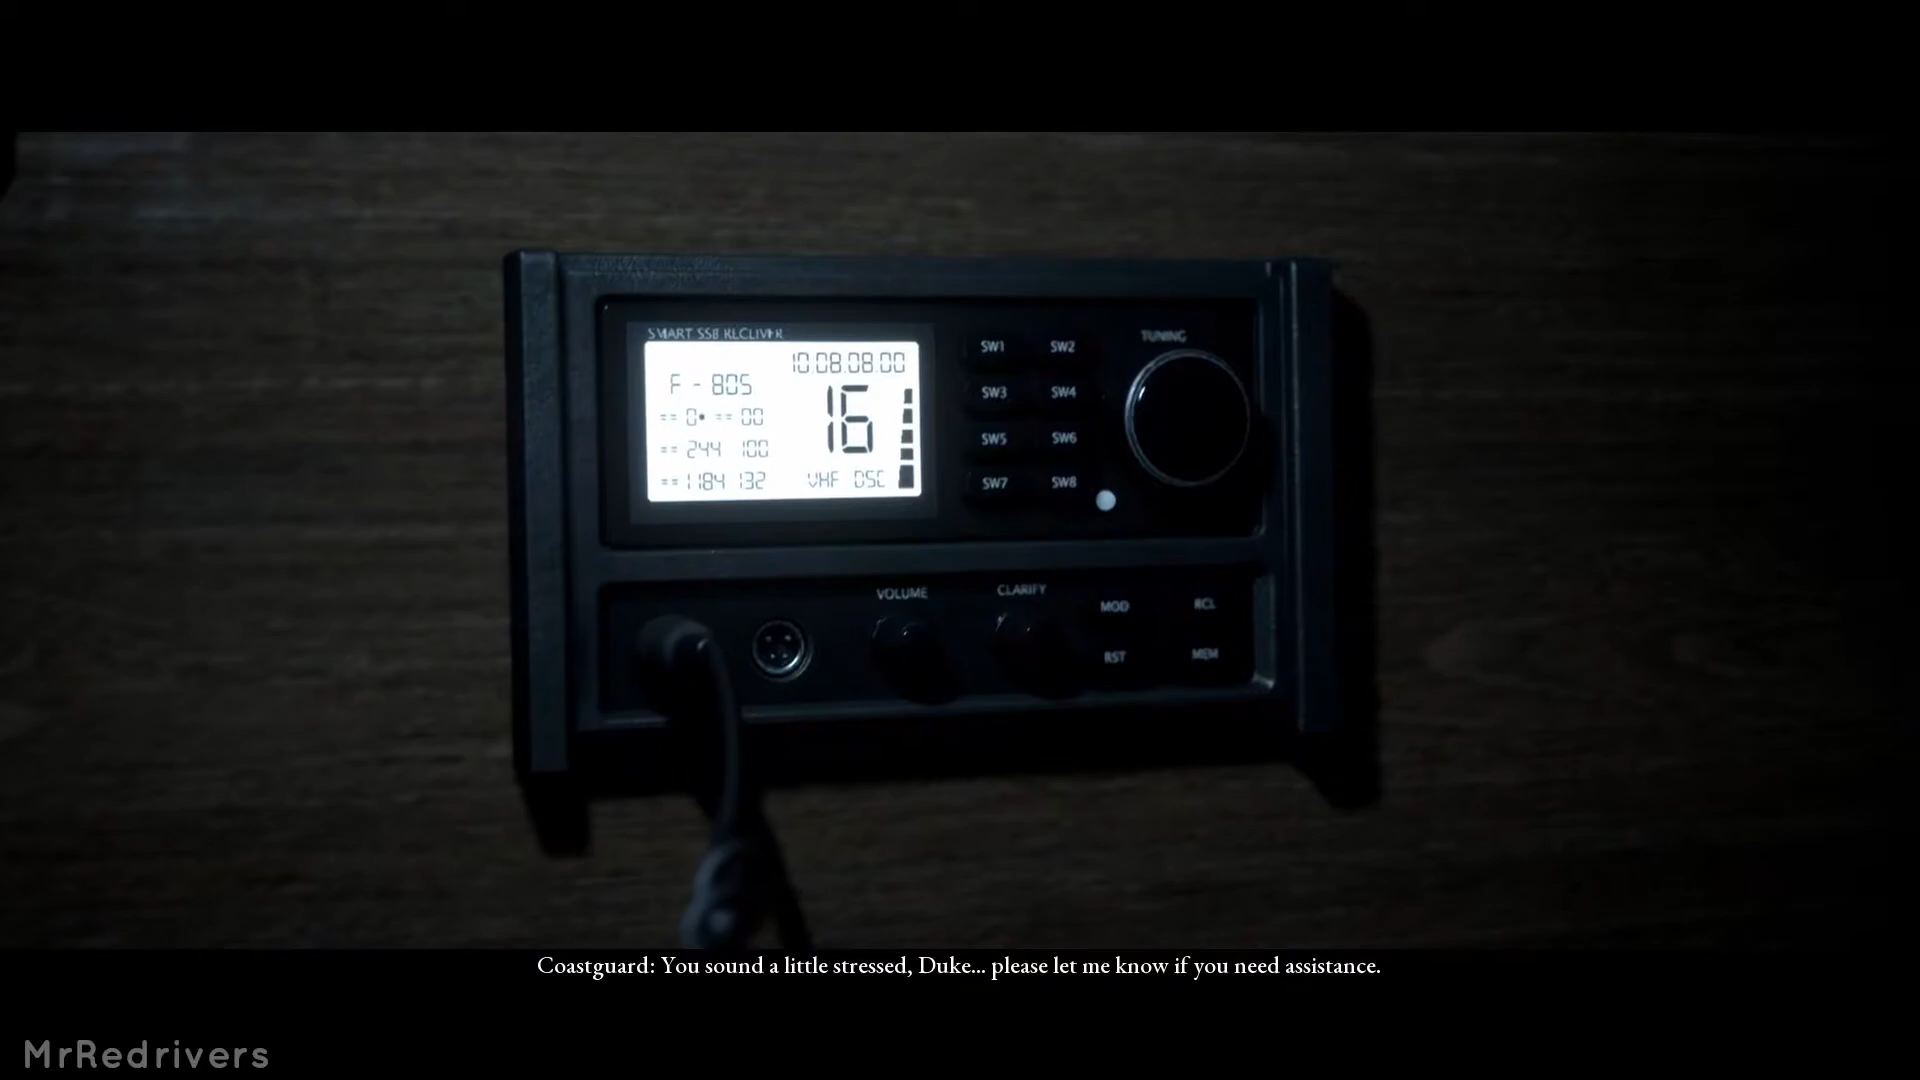 SMART SSB RECEIVER
10.08.08.00
F - 805
16
== 0• == 00
== 244 100
== 1184 132
VHF DSC
SW1 SW2
SW3 SW4
SW5 SW6
SW7 SW8
TUNING
VOLUME
CLARIFY
MOD RCL
RST MEM
Coastguard: You sound a little stressed, Duke... please let me know if you need assistance.
MrRedrivers